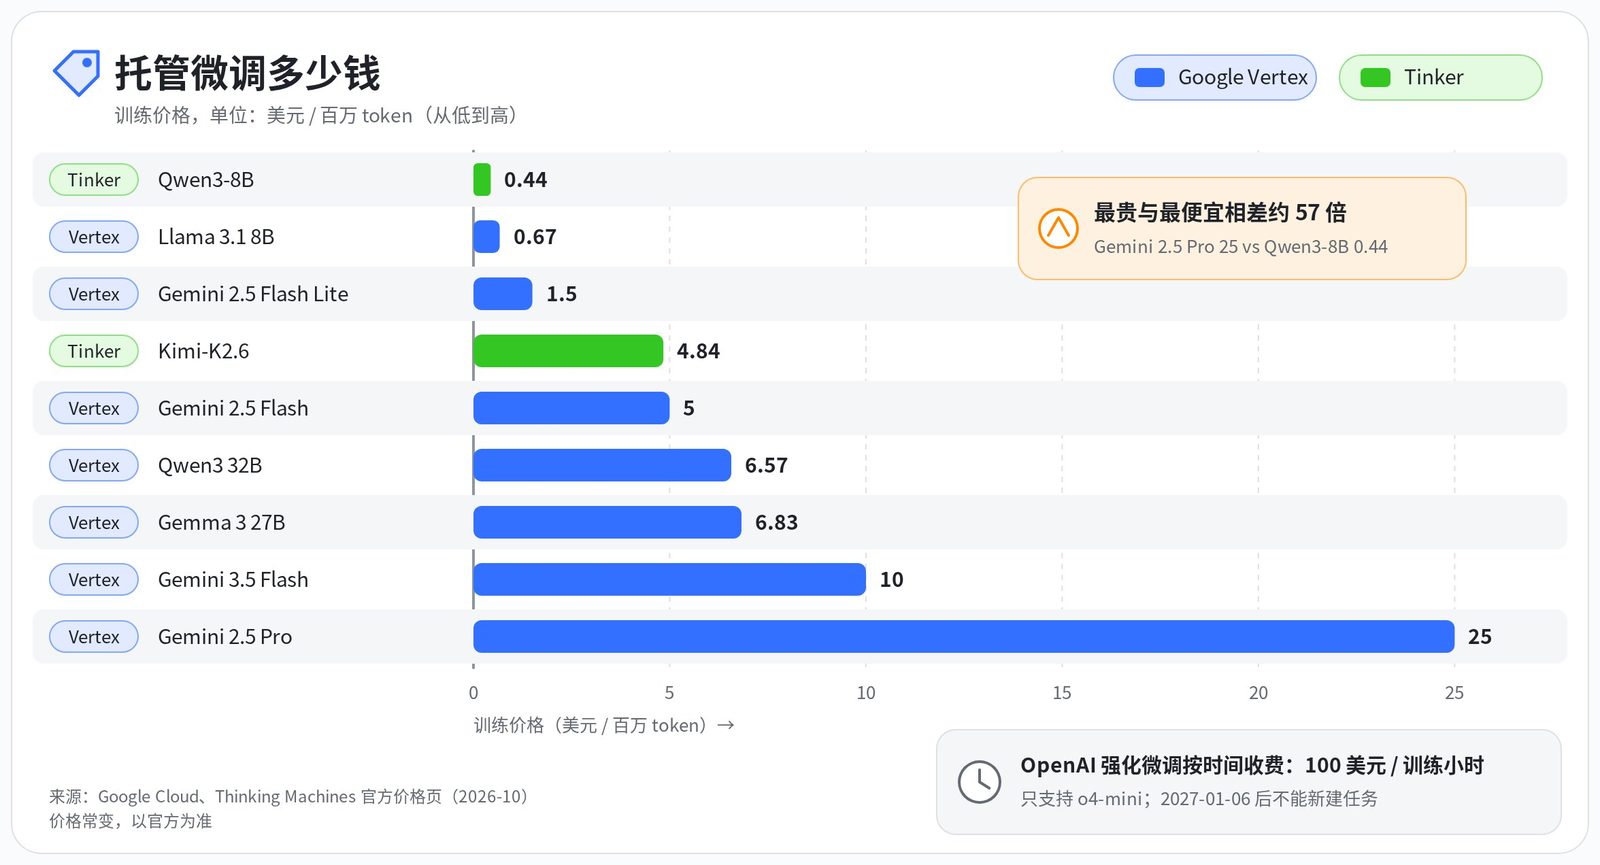 托管微调多少钱
训练价格，单位：美元 / 百万 token（从低到高）
Google Vertex
Tinker
Tinker Qwen3-8B 0.44
Vertex Llama 3.1 8B 0.67
Vertex Gemini 2.5 Flash Lite 1.5
Tinker Kimi-K2.6 4.84
Vertex Gemini 2.5 Flash 5
Vertex Qwen3 32B 6.57
Vertex Gemma 3 27B 6.83
Vertex Gemini 3.5 Flash 10
Vertex Gemini 2.5 Pro 25
最贵与最便宜相差约 57 倍
Gemini 2.5 Pro 25 vs Qwen3-8B 0.44
0 5 10 15 20 25
训练价格（美元 / 百万 token）→
OpenAI 强化微调按时间收费：100 美元 / 训练小时
只支持 o4-mini；2027-01-06 后不能新建任务
来源：Google Cloud、Thinking Machines 官方价格页（2026-10）
价格常变，以官方为准